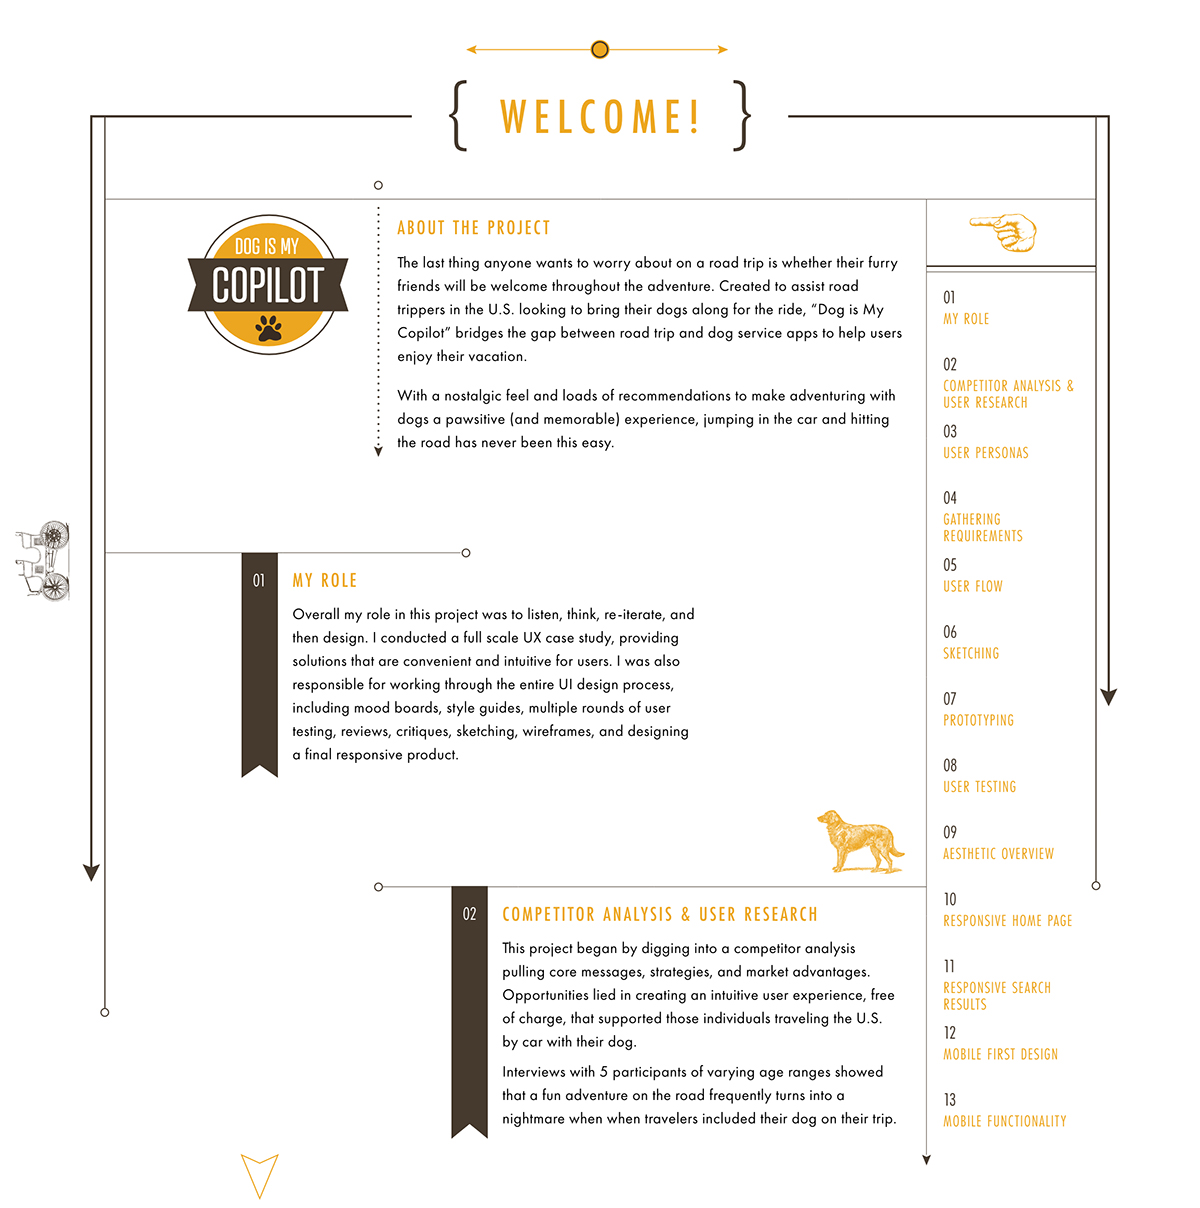 { WELCOME! }
DOG IS MY
COPILOT
ABOUT THE PROJECT
The last thing anyone wants to worry about on a road trip is whether their furry
friends will be welcome throughout the adventure. Created to assist road
trippers in the U.S. looking to bring their dogs along for the ride, “Dog is My
Copilot” bridges the gap between road trip and dog service apps to help users
enjoy their vacation.
With a nostalgic feel and loads of recommendations to make adventuring with
dogs a pawsitive (and memorable) experience, jumping in the car and hitting
the road has never been this easy.
01
MY ROLE
Overall my role in this project was to listen, think, re-iterate, and
then design. I conducted a full scale UX case study, providing
solutions that are convenient and intuitive for users. I was also
responsible for working through the entire UI design process,
including mood boards, style guides, multiple rounds of user
testing, reviews, critiques, sketching, wireframes, and designing
a final responsive product.
02
COMPETITOR ANALYSIS & USER RESEARCH
This project began by digging into a competitor analysis
pulling core messages, strategies, and market advantages.
Opportunities lied in creating an intuitive user experience, free
of charge, that supported those individuals traveling the U.S.
by car with their dog.
Interviews with 5 participants of varying age ranges showed
that a fun adventure on the road frequently turns into a
nightmare when when travelers included their dog on their trip.
01
MY ROLE
02
COMPETITOR ANALYSIS &
USER RESEARCH
03
USER PERSONAS
04
GATHERING
REQUIREMENTS
05
USER FLOW
06
SKETCHING
07
PROTOTYPING
08
USER TESTING
09
AESTHETIC OVERVIEW
10
RESPONSIVE HOME PAGE
11
RESPONSIVE SEARCH
RESULTS
12
MOBILE FIRST DESIGN
13
MOBILE FUNCTIONALITY